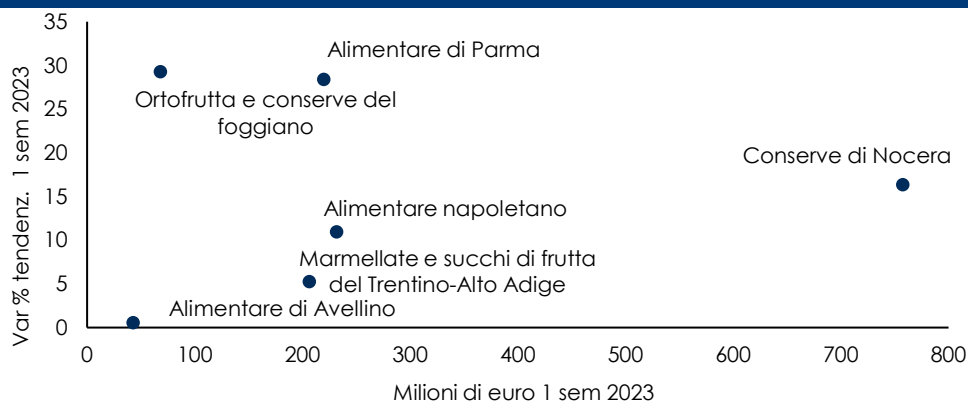 35
30
25
20
15
10
5
0
Var % tendenz. 1 sem 2023
Alimentare di Parma
Ortofrutta e conserve del
foggiano
Conserve di Nocera
Alimentare napoletano
Marmellate e succhi di frutta
del Trentino-Alto Adige
Alimentare di Avellino
0 100 200 300 400 500 600 700 800
Milioni di euro 1 sem 2023